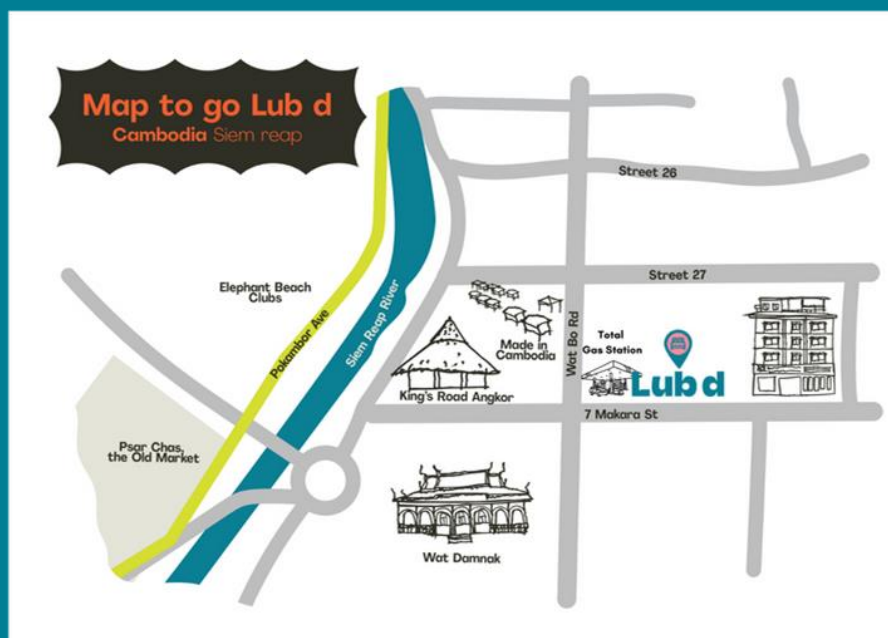 Map to go Lub d
Cambodia Siem reap
Street 26
Street 27
Elephant Beach
Clubs
Pokambor Ave
Siem Reap River
Made in
Cambodia
Wat Bo Rd
Total
Gas Station
Lub d
King's Road Angkor
7 Makara St
Psar Chas,
the Old Market
Wat Damnak